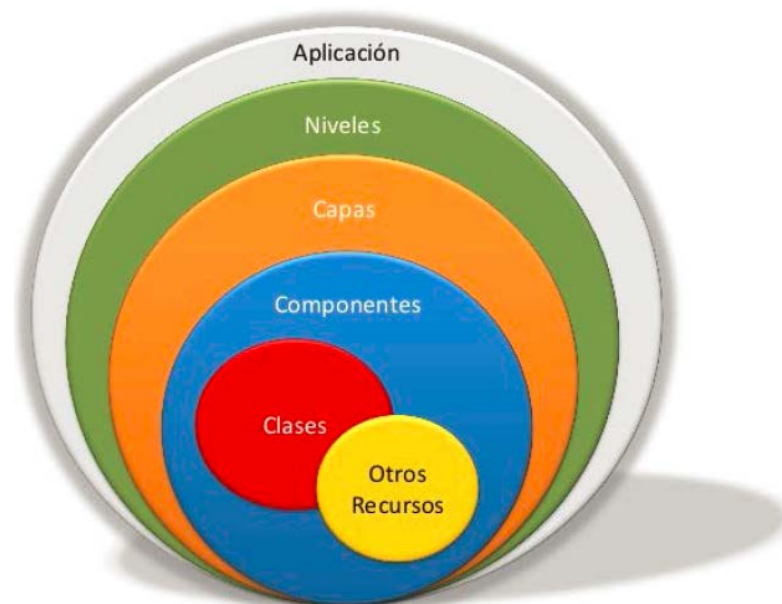 Aplicación
Niveles
Capas
Componentes
Clases
Otros
Recursos